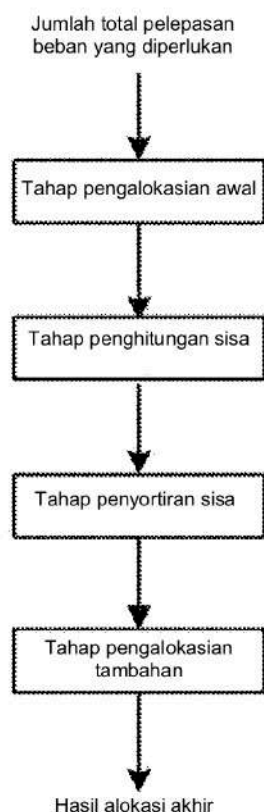 Jumlah total pelepasan
beban yang diperlukan
Tahap pengalokasian awal
Tahap penghitungan sisa
Tahap penyortiran sisa
Tahap pengalokasian
tambahan
Hasil alokasi akhir